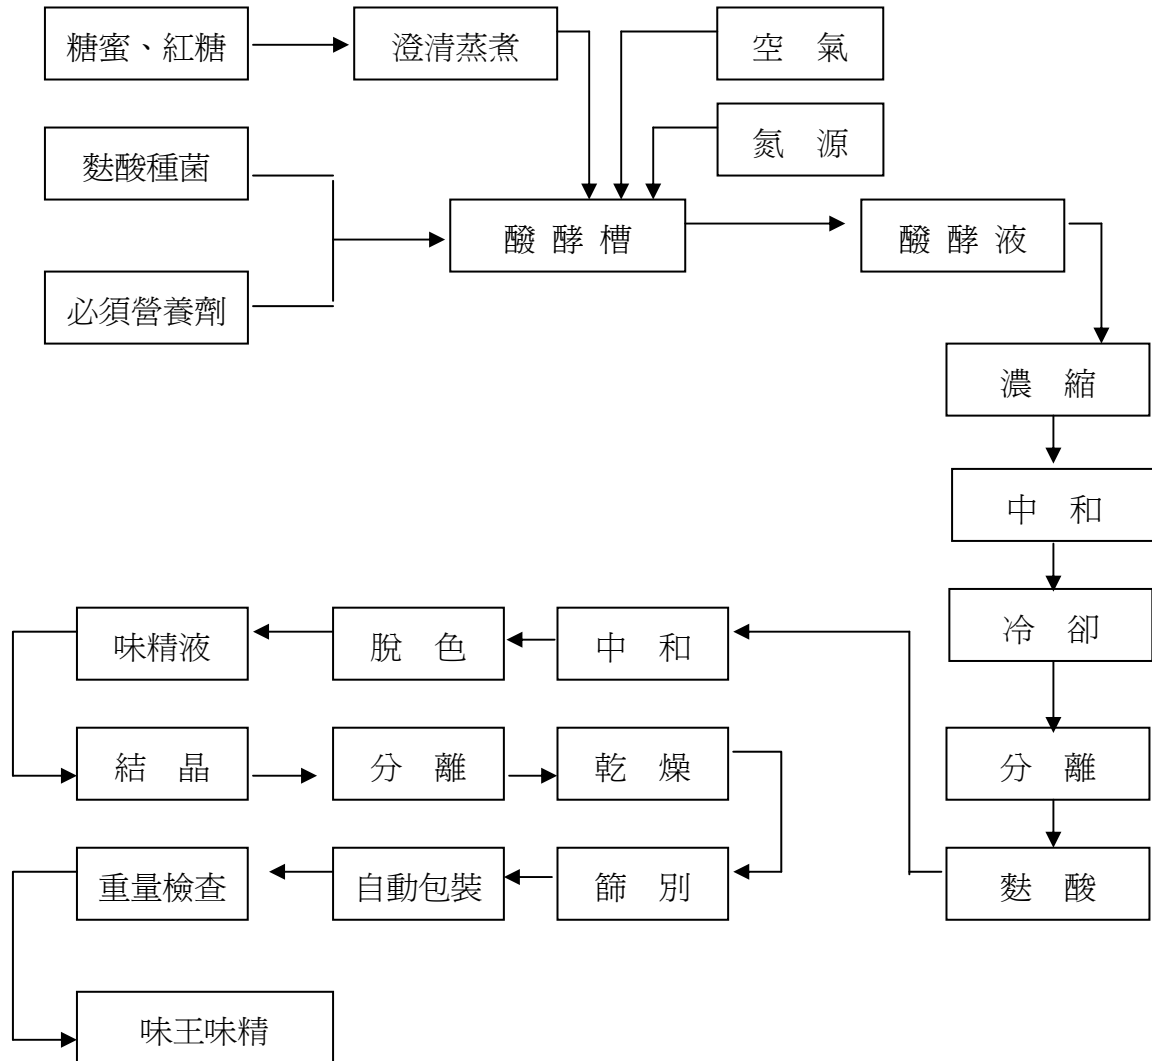 糖蜜、紅糖
澄清蒸煮
空 氣
氮 源
麩酸種菌
必須營養劑
醱 酵 槽
醱 酵 液
濃 縮
中 和
冷 卻
分 離
麩 酸
中 和
脫 色
味精液
結 晶
分 離
乾 燥
篩 別
自動包裝
重量檢查
味王味精